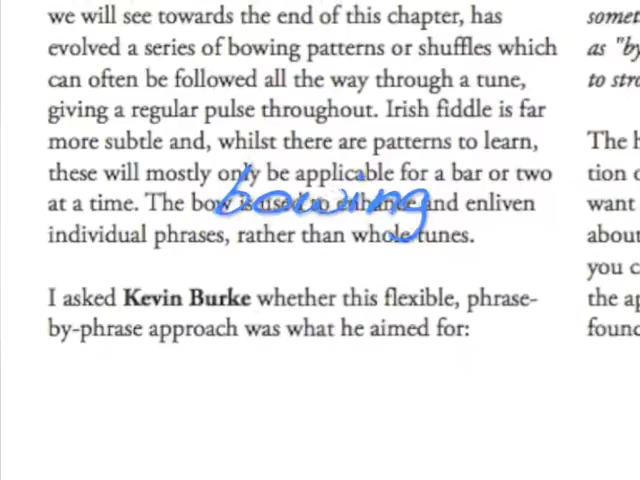 we will see towards the end of this chapter, has
evolved a series of bowing patterns or shuffles which
can often be followed all the way through a tune,
giving a regular pulse throughout. Irish fiddle is far
more subtle and, whilst there are patterns to learn,
these will mostly only be applicable for a bar or two
at a time. The bow is used to enhance and enliven
bowing
individual phrases, rather than whole tunes.
I asked Kevin Burke whether this flexible, phrase-
by-phrase approach was what he aimed for:
as "by
to stro
The h
tion o
want
about
you c
the ap
found